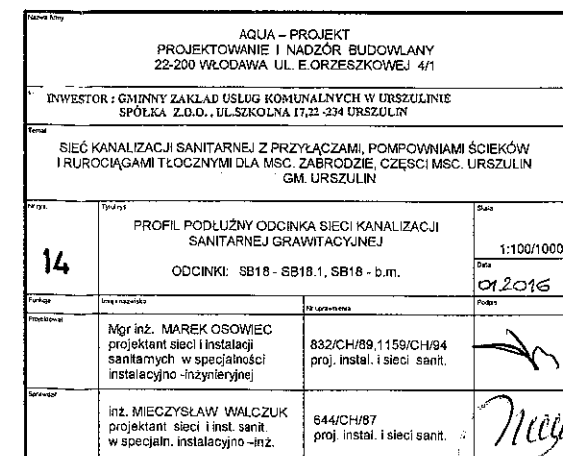 Nazwa firmy
AQUA – PROJEKT
PROJEKTOWANIE I NADZÓR BUDOWLANY
22-200 WŁODAWA UL. E.ORZESZKOWEJ 4/1
INWESTOR : GMINNY ZAKŁAD USŁUG KOMUNALNYCH W URSZULINIE
SPÓŁKA Z.O.O., UL.SZKOLNA 17,22 -234 URSZULIN
Temat
SIEĆ KANALIZACJI SANITARNEJ Z PRZYŁĄCZAMI, POMPOWNIAMI ŚCIEKÓW
I RUROCIĄGAMI TŁOCZNYMI DLA MSC. ZABRODZIE, CZĘSCI MSC. URSZULIN
GM. URSZULIN
Nr rys.
14
Tytuł rys.
PROFIL PODŁUŻNY ODCINKA SIECI KANALIZACJI
SANITARNEJ GRAWITACYJNEJ
ODCINKI: SB18 - SB18.1, SB18 - b.m.
Skala
1:100/1000
Data
01.2016
Funkcja
Imię i nazwisko
Nr uprawnienia
Podpis
Projektował
Mgr inż. MAREK OSOWIEC
projektant sieci i instalacji
sanitarnych w specjalności
instalacyjno -inżynieryjnej
832/CH/89,1159/CH/94
proj. instal. i sieci sanit.
Sprawdził
inż. MIECZYSŁAW WALCZUK
projektant sieci i inst. sanit.
w specjaln. instalacyjno –inż.
644/CH/87
proj. instal. i sieci sanit.